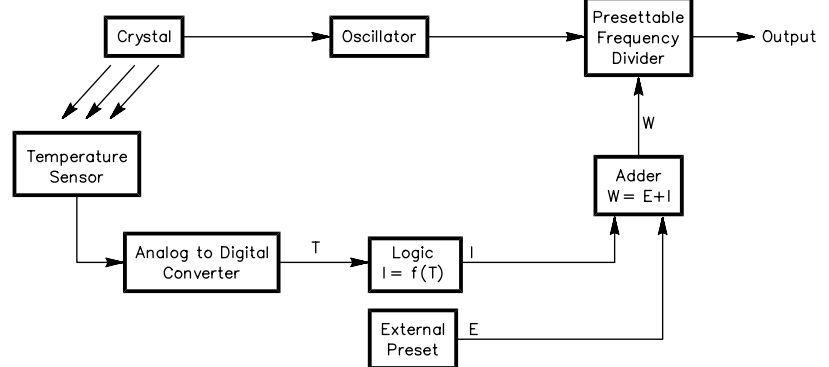 Crystal
Oscillator
Presettable
Frequency
Divider
Output
W
Temperature
Sensor
Adder
W= E+I
Analog to Digital
Converter
T
Logic
I= f(T)
I
External
Preset
E